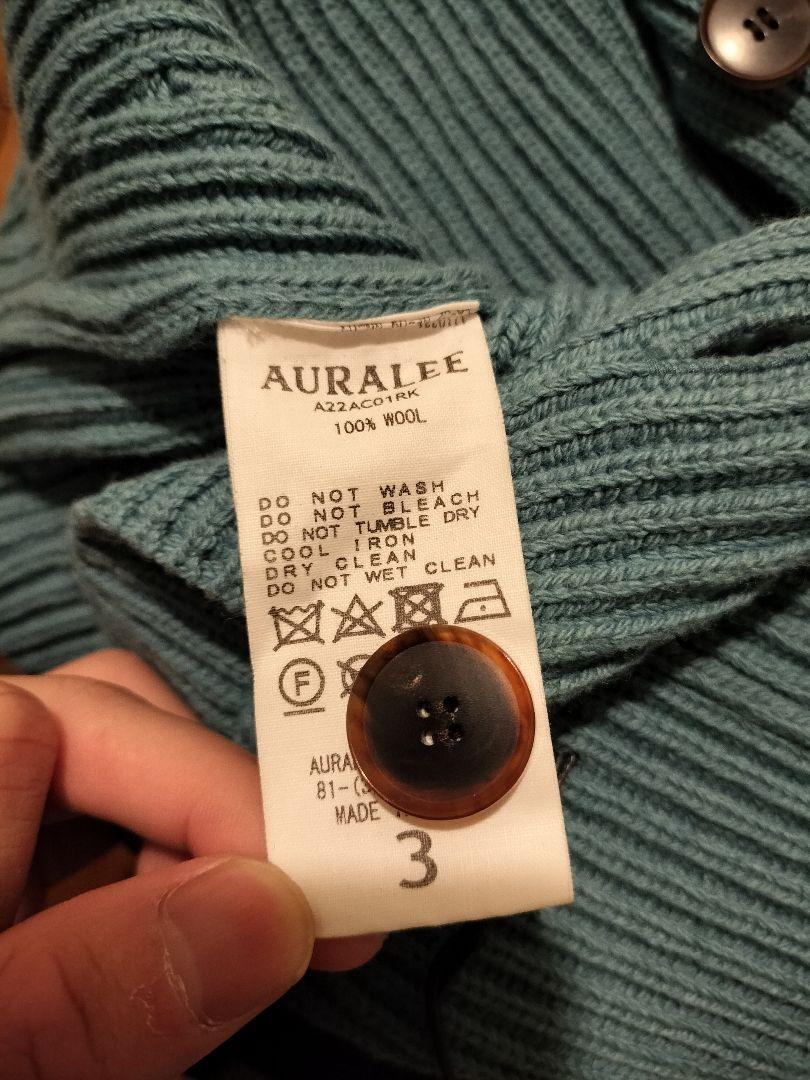 AURALEE
A22AC01RK
100% WOOL
DO NOT WASH
DO NOT BLEACH
DO NOT TUMBLE DRY
COOL IRON
DRY CLEAN
DO NOT WET CLEAN
F
81-(3
MADE
3